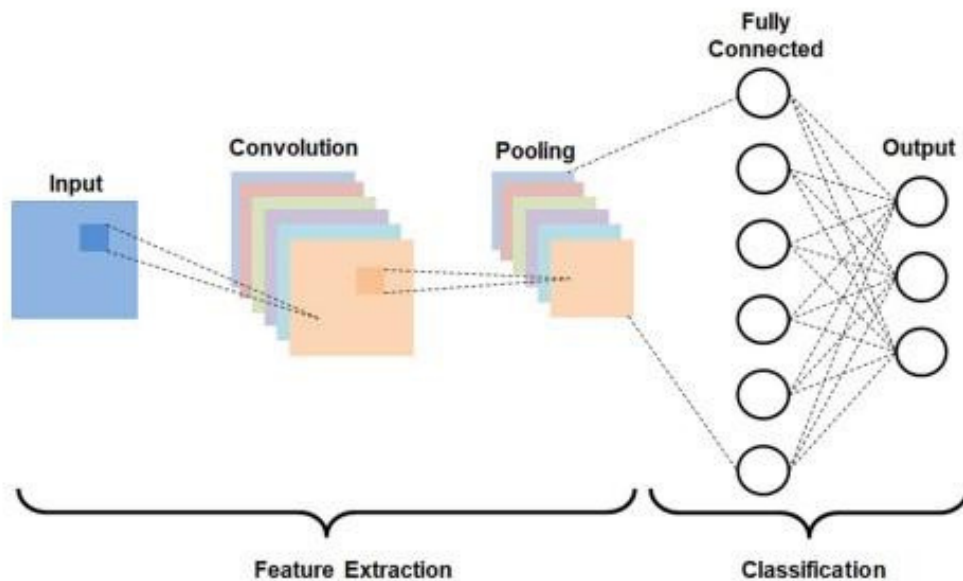 Fully
Connected
Convolution
Pooling
Output
Input
Feature Extraction
Classification